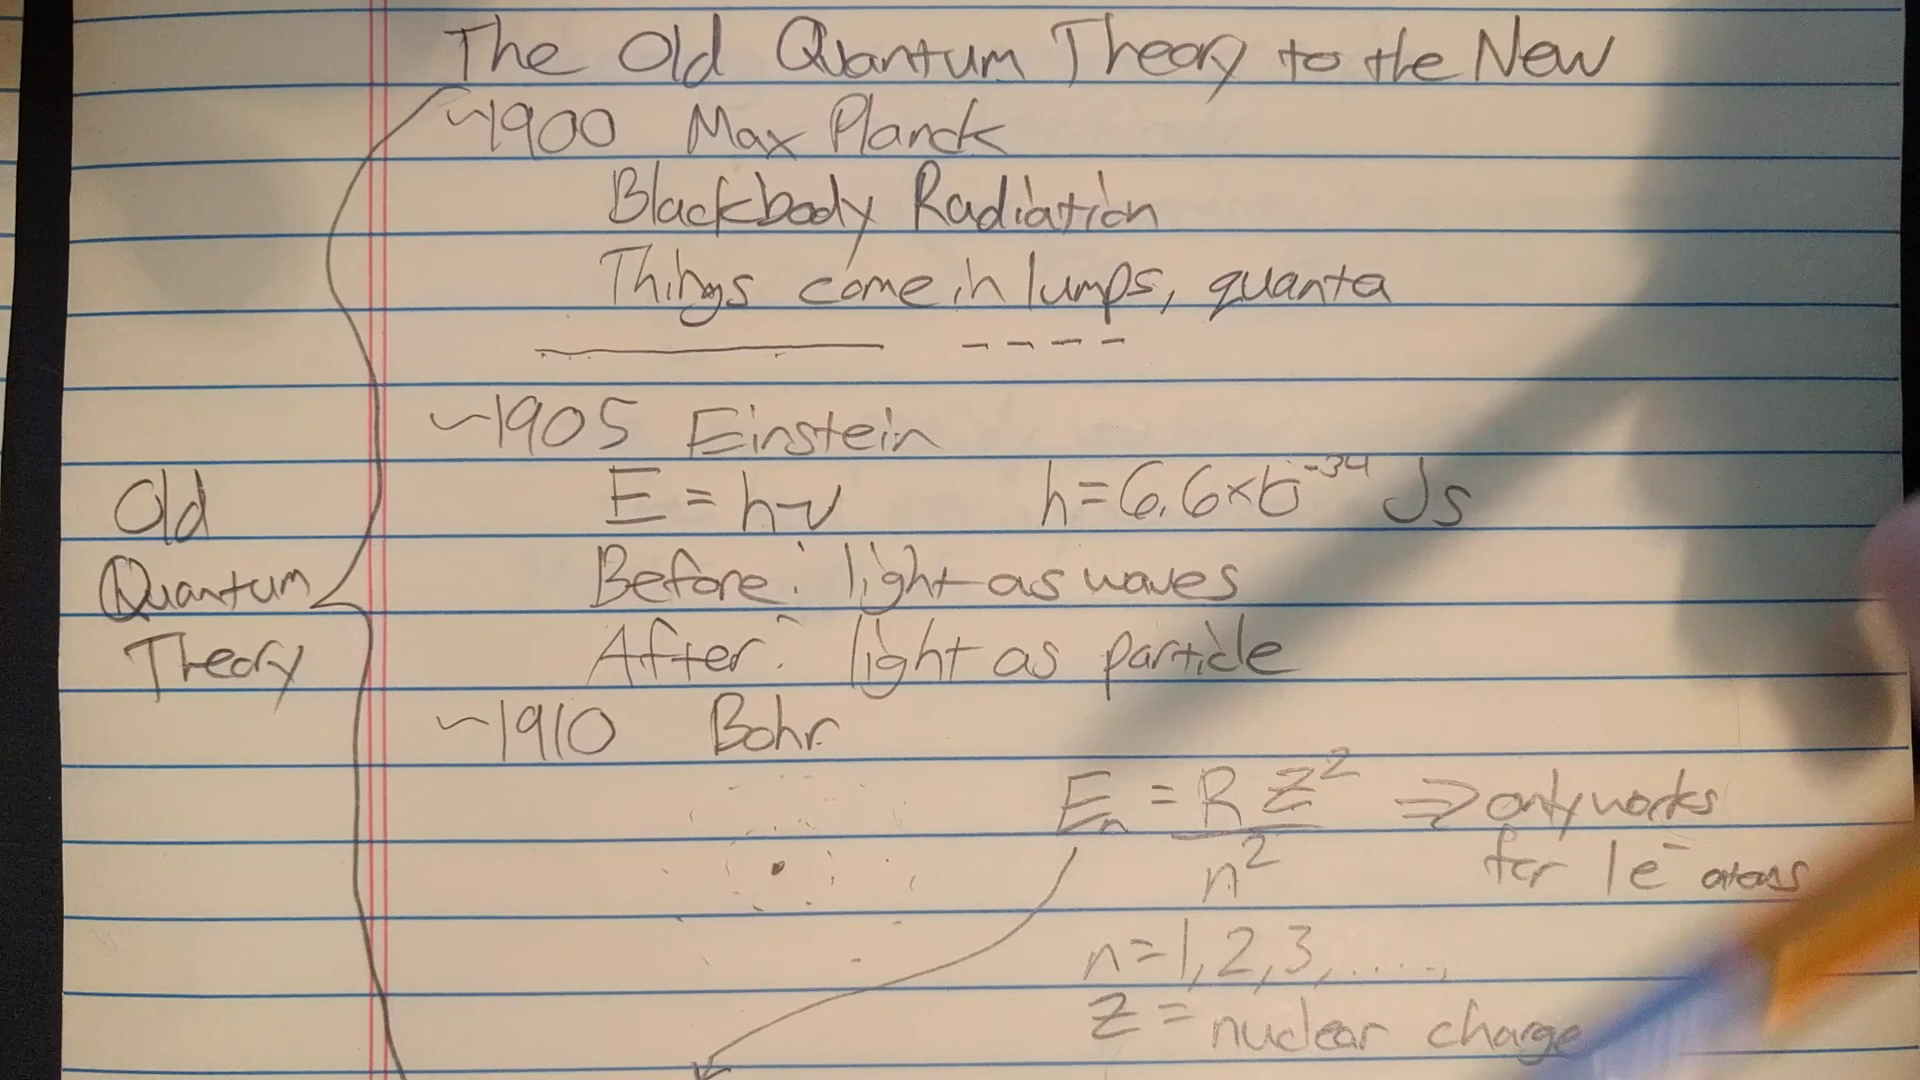 The Old Quantum Theory to the New
~1900 Max Planck
Blackbody Radiation
Things come in lumps, quanta
~1905 Einstein
E = hν h = 6.6×10⁻³⁴ Js
Before: light as waves
After: light as particle
Old
Quantum
Theory
~1910 Bohr
Eₙ = R Z² / n² ⇒ only works
for 1e⁻ atoms
n = 1, 2, 3, .....,
Z = nuclear charge